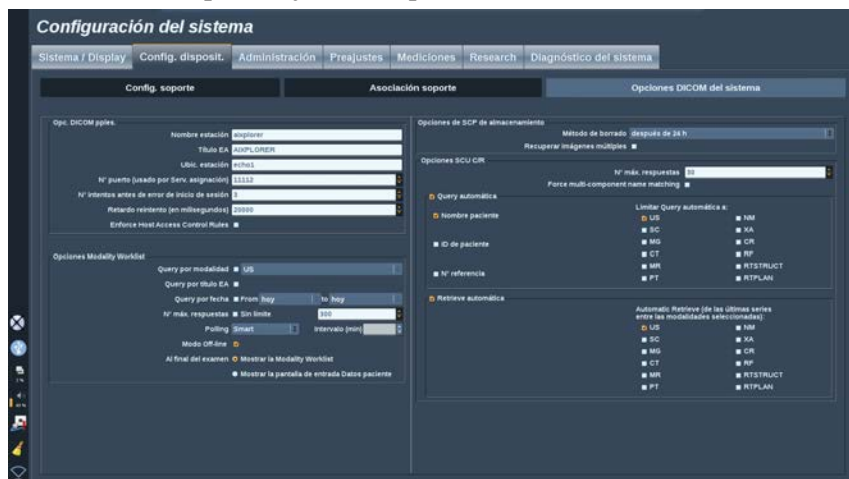 Configuración del sistema
Sistema / Display Config. disposit. Administración Preajustes Mediciones Research Diagnóstico del sistema
Config. soporte Asociación soporte Opciones DICOM del sistema
Opc. DICOM pples.
Nombre estación aixplorer
Título EA AIXPLORER
Ubic. estación echo1
N° puerto (usado por Serv. asignación) 11112
N° intentos antes de error de inicio de sesión 3
Retardo reintento (en milisegundos) 20000
Enforce Host Access Control Rules
Opciones Modality Worklist
Query por modalidad US
Query por título EA
Query por fecha From hoy to hoy
N° máx. respuestas Sin límite 300
Polling Smart Intervalo (min)
Modo Off-line
Al final del examen Mostrar la Modality Worklist
Mostrar la pantalla de entrada Datos paciente
Opciones de SCP de almacenamiento
Método de borrado después de 24 h
Recuperar imágenes múltiples
Opciones SCU C/R
N° máx. respuestas 30
Force multi-component name matching
Query automática
Limitar Query automática a:
Nombre paciente US NM
SC XA
ID de paciente MG CR
CT RF
N° referencia MR RTSTRUCT
PT RTPLAN
Retrieve automática
Automatic Retrieve (de las últimas series
entre las modalidades seleccionadas):
US NM
SC XA
MG CR
CT RF
MR RTSTRUCT
PT RTPLAN